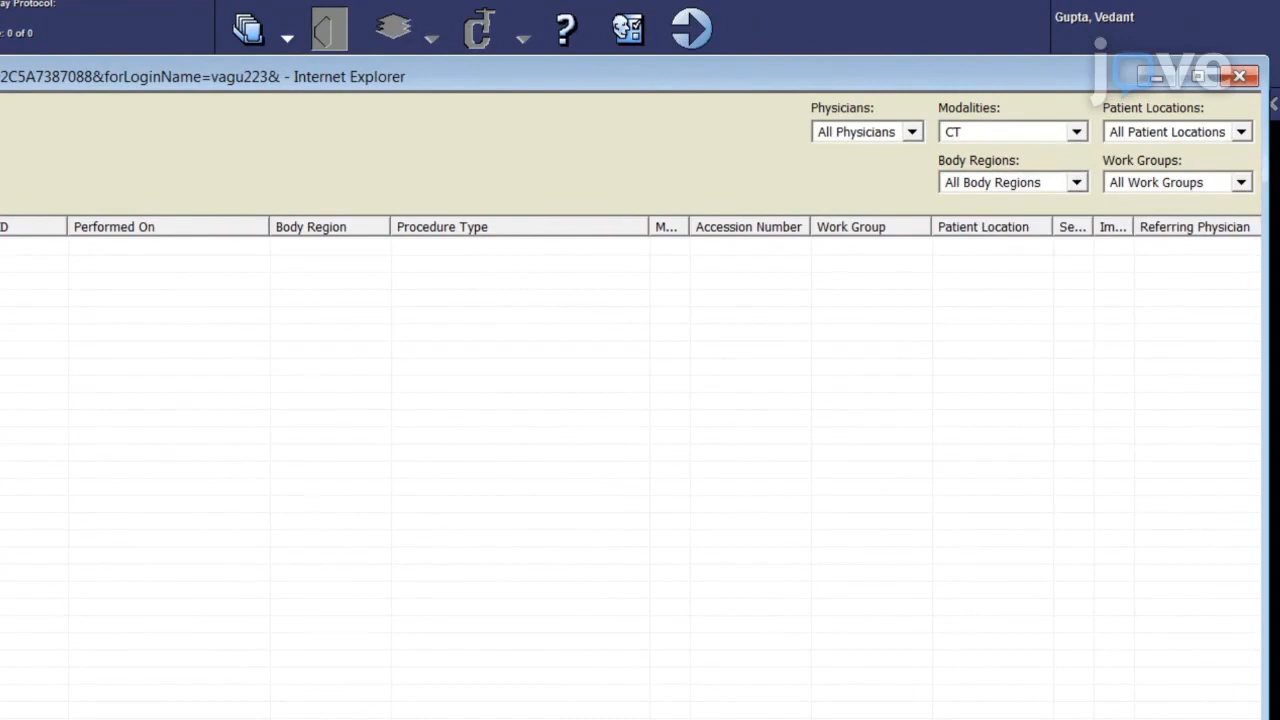 ay Protocol:
: 0 of 0
Gupta, Vedant
jove
2C5A7387088&forLoginName=vagu223& - Internet Explorer
Physicians:
Modalities:
Patient Locations:
All Physicians
CT
All Patient Locations
Body Regions:
Work Groups:
All Body Regions
All Work Groups
D
Performed On
Body Region
Procedure Type
M...
Accession Number
Work Group
Patient Location
Se...
Im...
Referring Physician